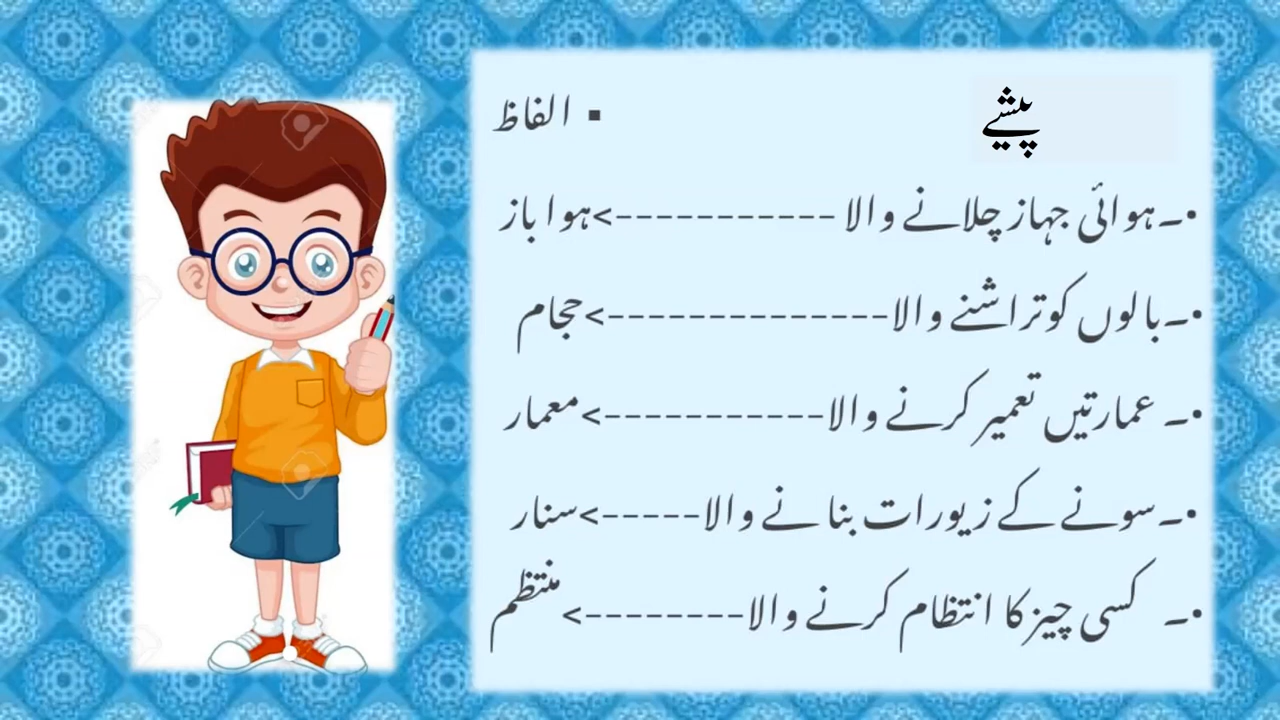 پیشے ▪ الفاظ
•۔ہوائی جہاز چلانے والا -----------<ہوا باز
•۔بالوں کو تراشنے والا--------------<حجام
•۔ عمارتیں تعمیر کرنے والا-----------<معمار
•۔سونے کے زیورات بنانے والا-----<سنار
•۔ کسی چیز کا انتظام کرنے والا--------<منتظم